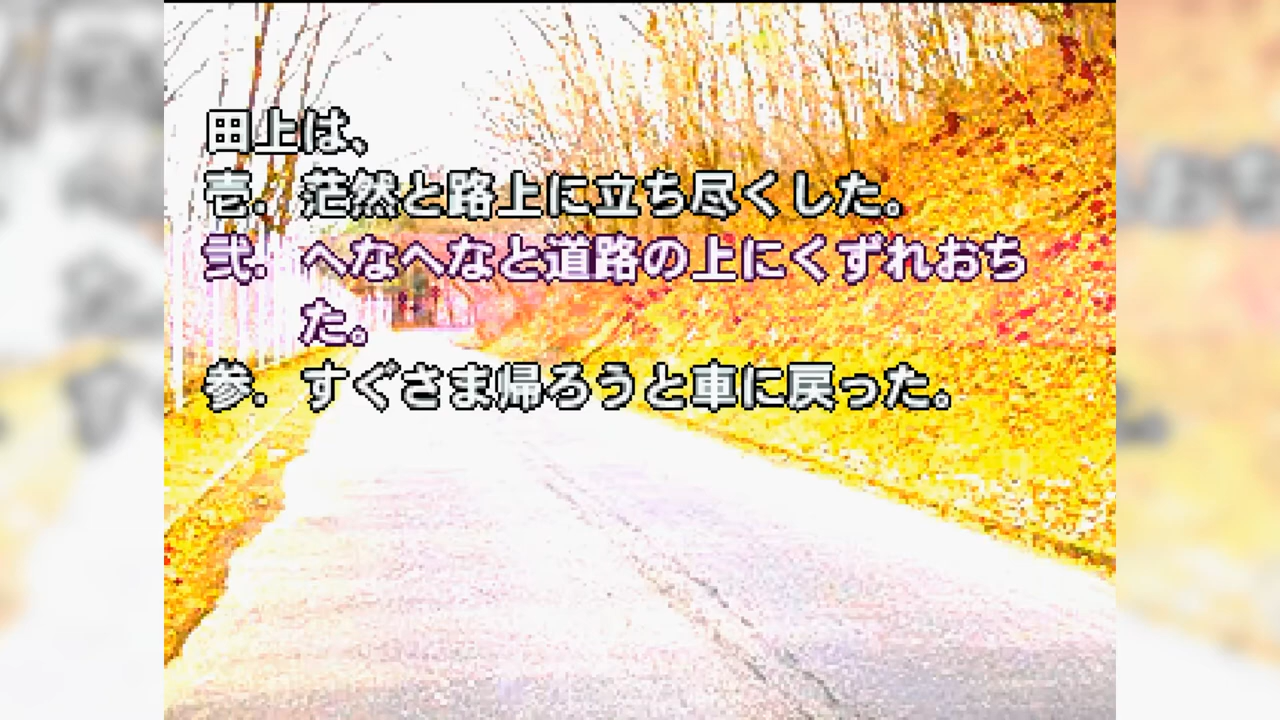 田上は、
壱．茫然と路上に立ち尽くした。
弐．へなへなと道路の上にくずれおち
た。
参．すぐさま帰ろうと車に戻った。